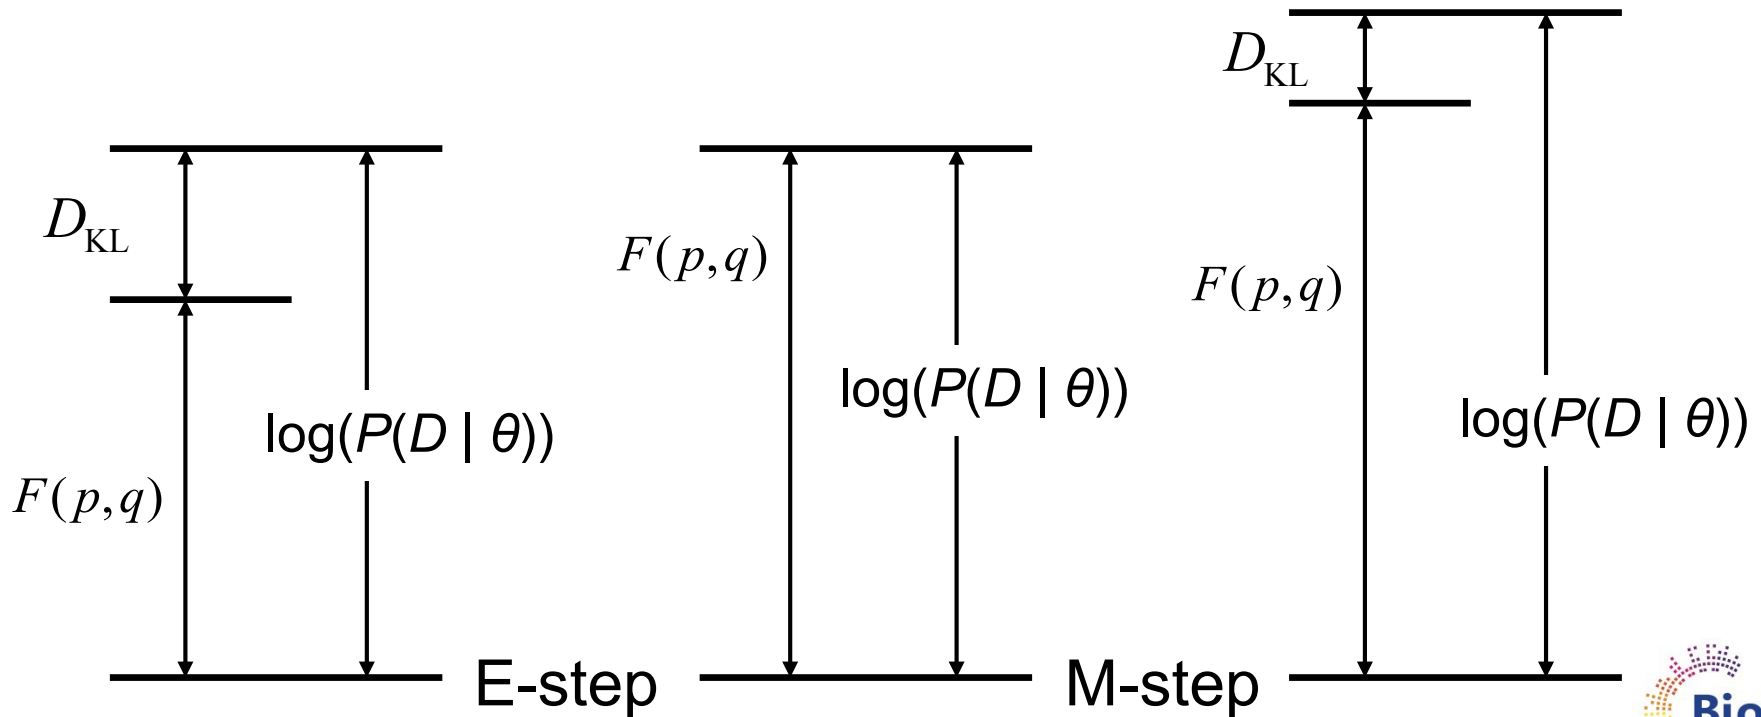 D_KL
F(p,q)
log(P(D | θ))
E-step
F(p,q)
log(P(D | θ))
M-step
D_KL
F(p,q)
log(P(D | θ))